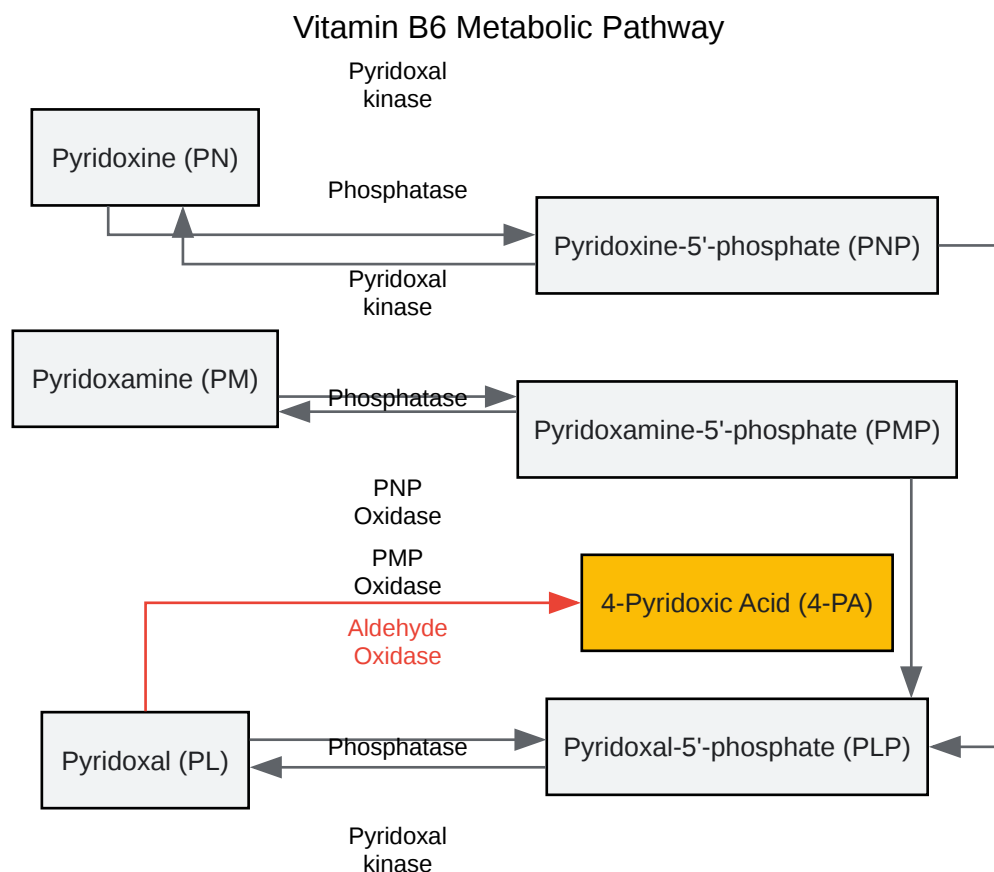 Vitamin B6 Metabolic Pathway
Pyridoxal
kinase
Pyridoxine (PN)
Phosphatase
Pyridoxine-5'-phosphate (PNP)
Pyridoxal
kinase
Pyridoxamine (PM)
Phosphatase
Pyridoxamine-5'-phosphate (PMP)
PNP
Oxidase
PMP
Oxidase
4-Pyridoxic Acid (4-PA)
Aldehyde
Oxidase
Pyridoxal (PL)
Phosphatase
Pyridoxal-5'-phosphate (PLP)
Pyridoxal
kinase